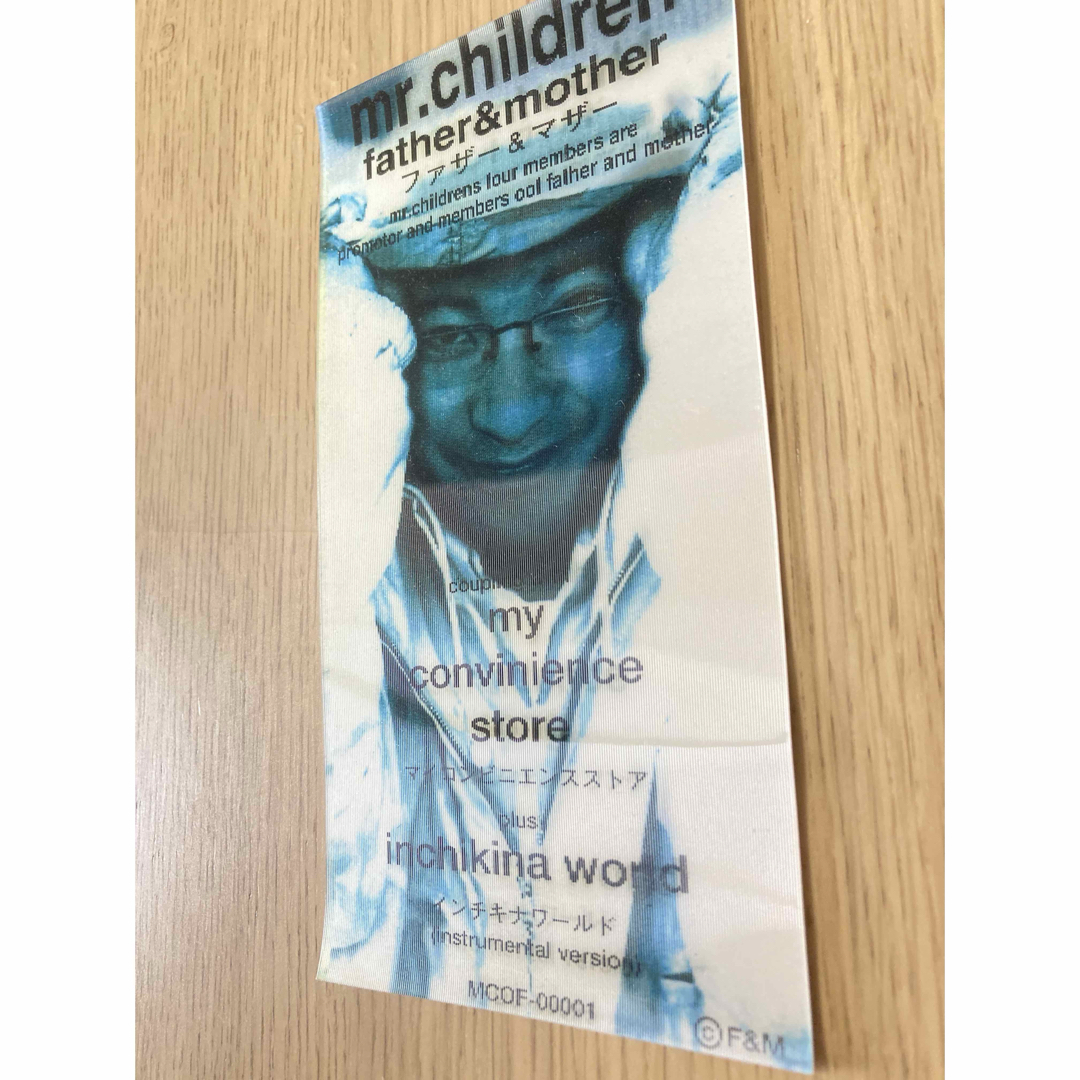 mr.children
father&mother
ファザー&マザー
mr.childrens four members are
promotor and members ool falher and mother
my
convinience
store
マイコンビニエンスストア
plus
inchikina world
インチキナワールド
(instrumental version)
MCOF-00001
©F&M